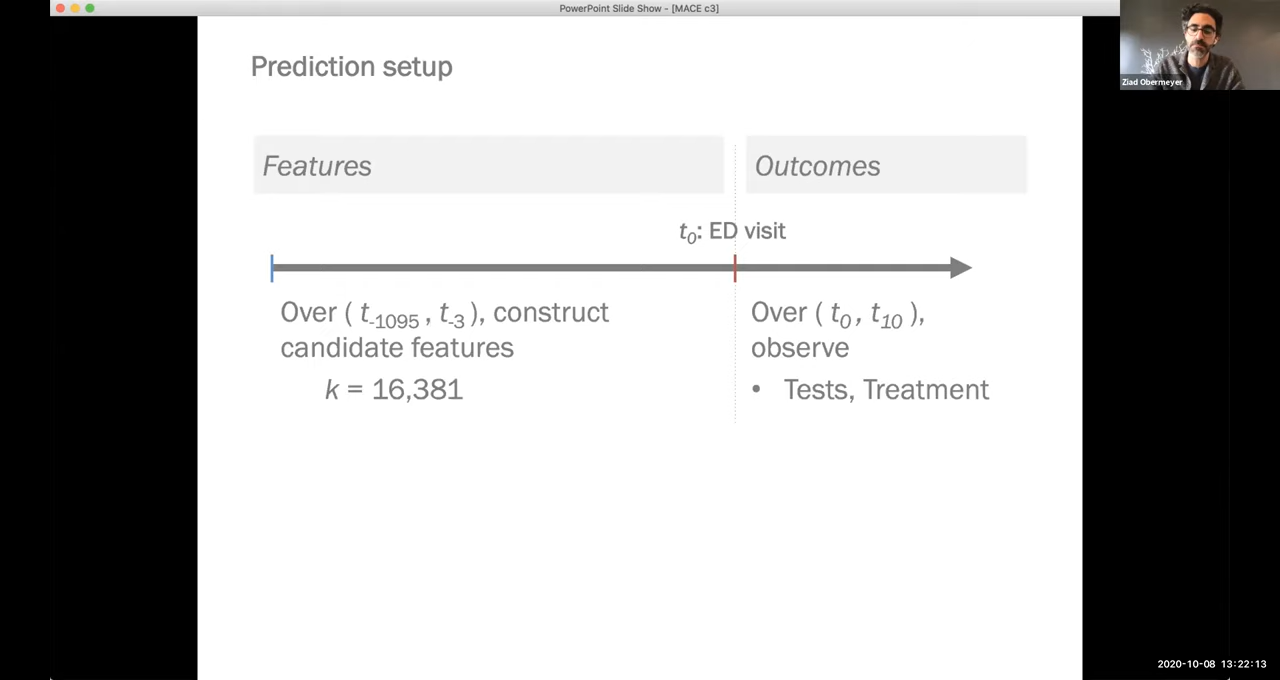 PowerPoint Slide Show - [MACE c3]
Ziad Obermeyer
Prediction setup
Features
Outcomes
t0: ED visit
Over ( t-1095 , t-3 ), construct
candidate features
k = 16,381
Over ( t0 , t10 ),
observe
• Tests, Treatment
2020-10-08 13:22:13